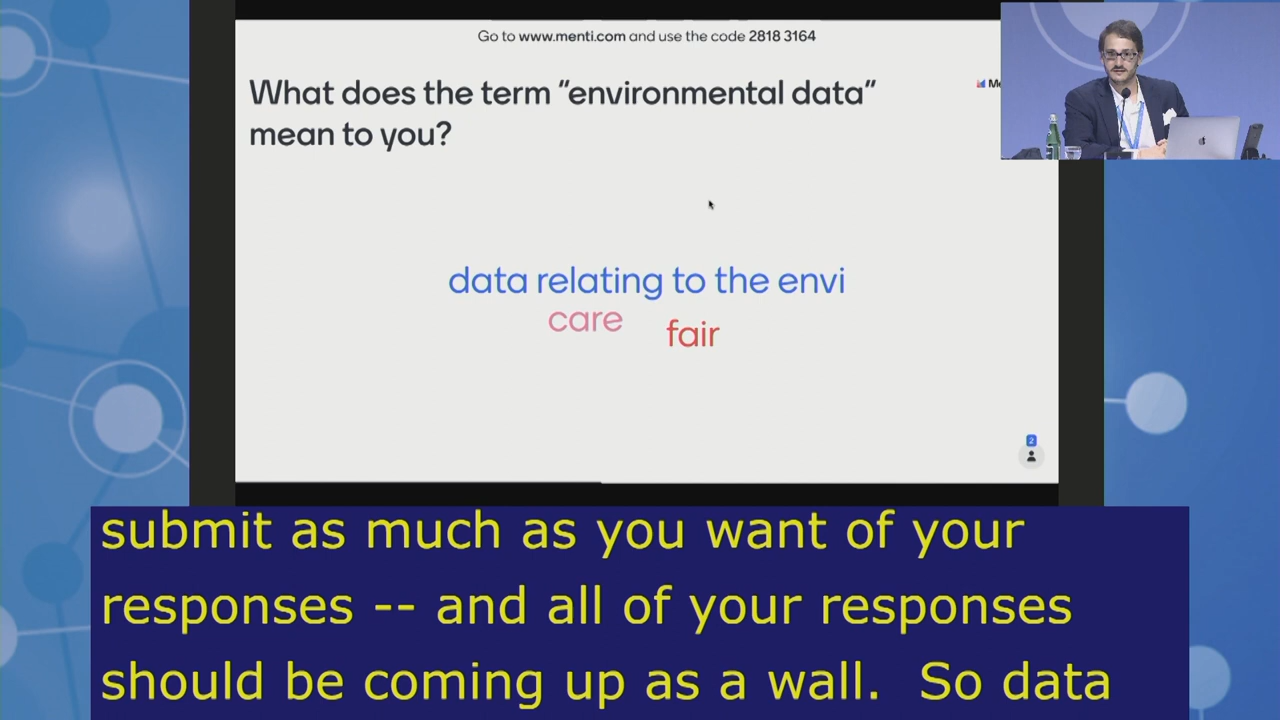 Go to www.menti.com and use the code 2818 3164
What does the term “environmental data”
mean to you?
data relating to the envi
care
fair
2
submit as much as you want of your
responses -- and all of your responses
should be coming up as a wall.  So data